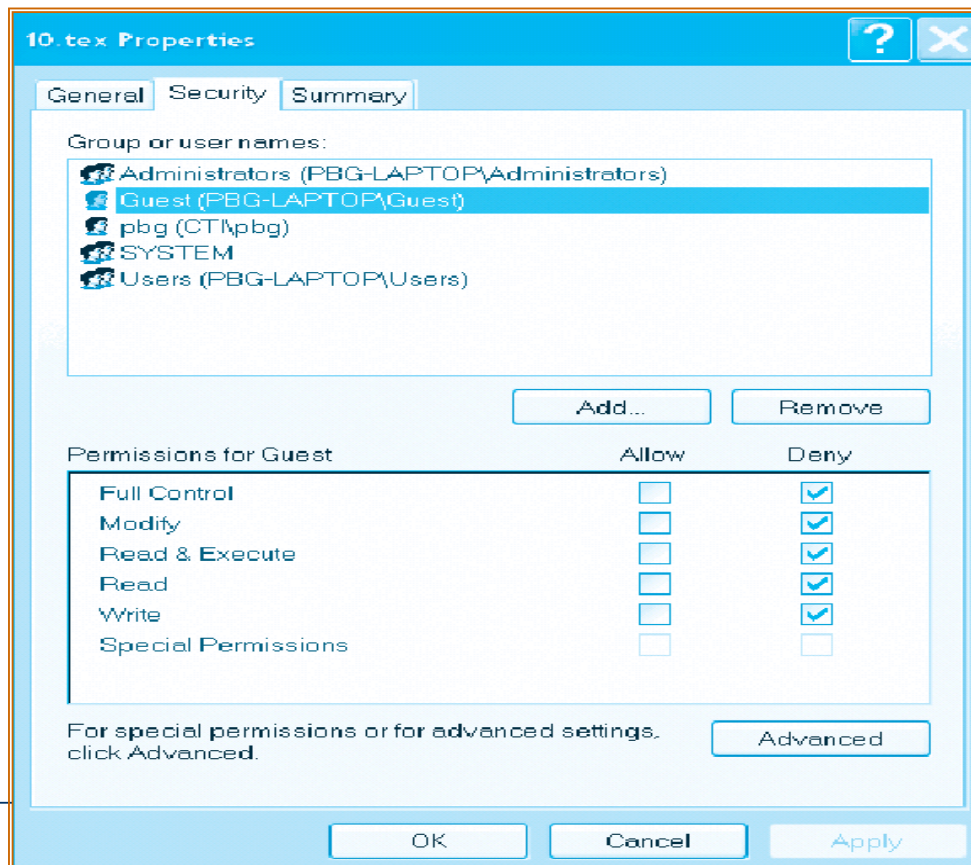 10.tex Properties
General Security Summary
Group or user names:
Administrators (PBG-LAPTOP\Administrators)
Guest (PBG-LAPTOP\Guest)
pbg (CTI\pbg)
SYSTEM
Users (PBG-LAPTOP\Users)
Add... Remove
Permissions for Guest Allow Deny
Full Control
Modify
Read & Execute
Read
Write
Special Permissions
For special permissions or for advanced settings,
click Advanced.
Advanced
OK Cancel Apply